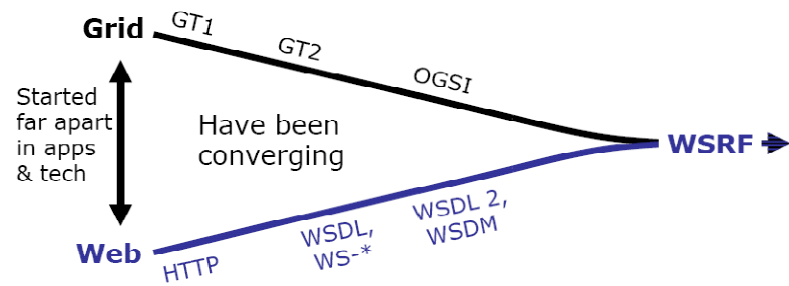 Grid
GT1
GT2
OGSI
Started
far apart
in apps
& tech
Have been
converging
WSRF
Web
HTTP
WSDL,
WS-*
WSDL 2,
WSDM